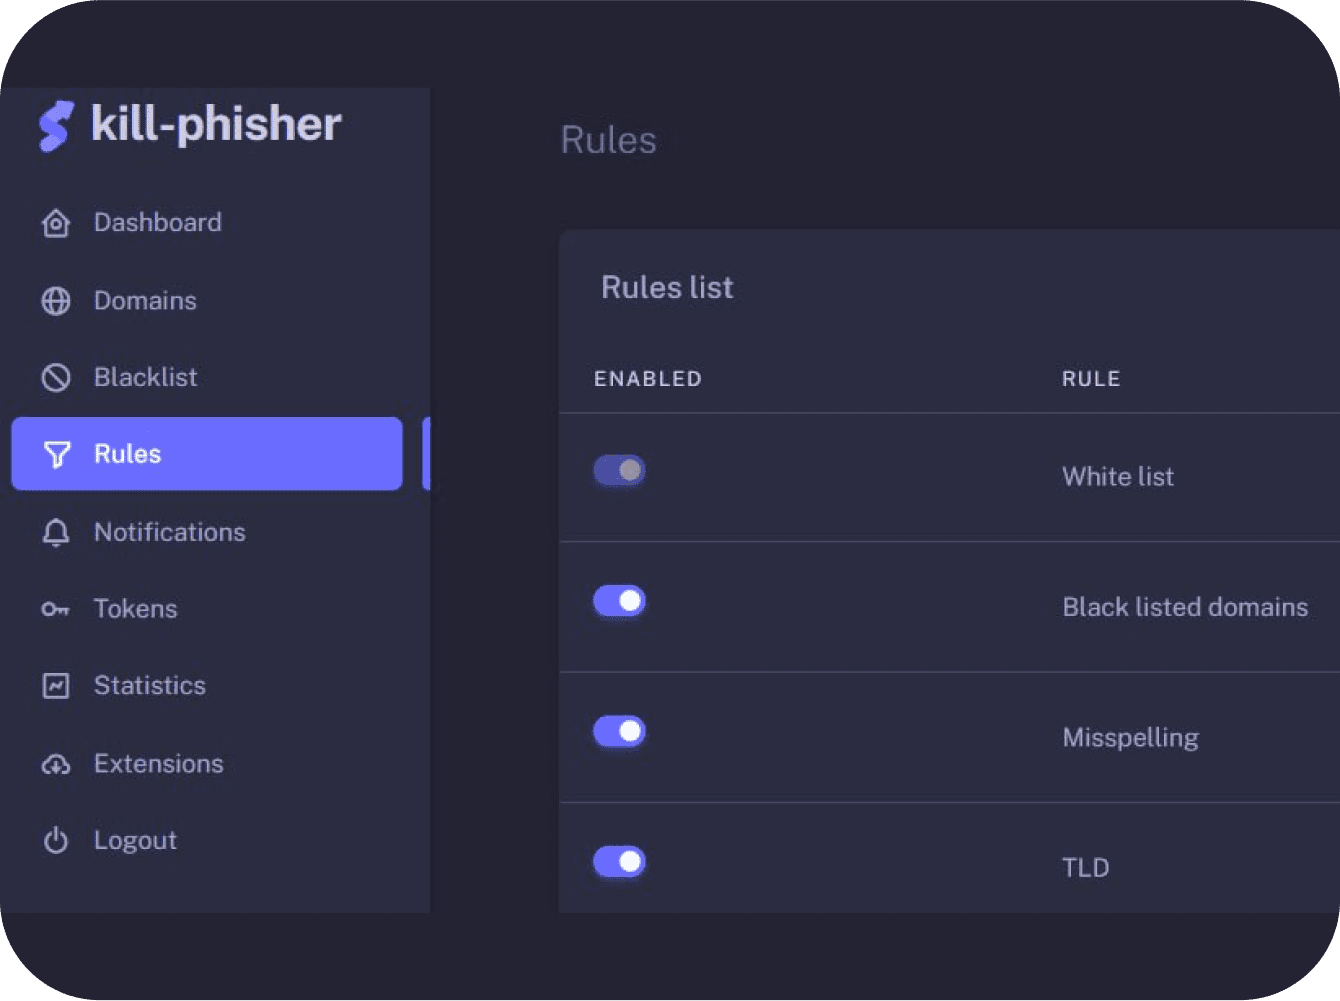 kill-phisher
Dashboard
Domains
Blacklist
Rules
Notifications
Tokens
Statistics
Extensions
Logout
Rules
Rules list
ENABLED RULE
White list
Black listed domains
Misspelling
TLD